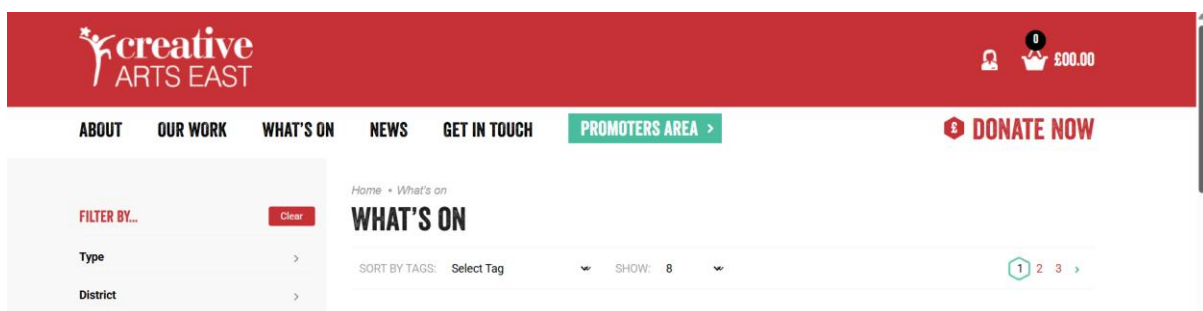 creative
ARTS EAST
0
£00.00
ABOUT OUR WORK WHAT'S ON NEWS GET IN TOUCH PROMOTERS AREA > £ DONATE NOW
Home • What's on
FILTER BY... Clear
WHAT'S ON
Type >
SORT BY TAGS: Select Tag SHOW: 8 1 2 3 >
District >